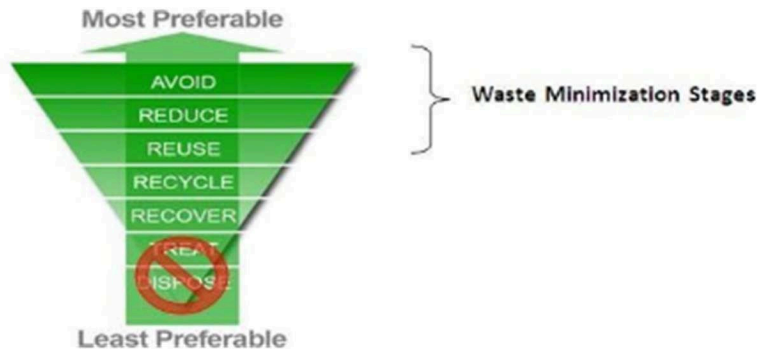 Most Preferable
AVOID
REDUCE
REUSE
RECYCLE
RECOVER
TREAT
DISPOSE
Least Preferable
Waste Minimization Stages